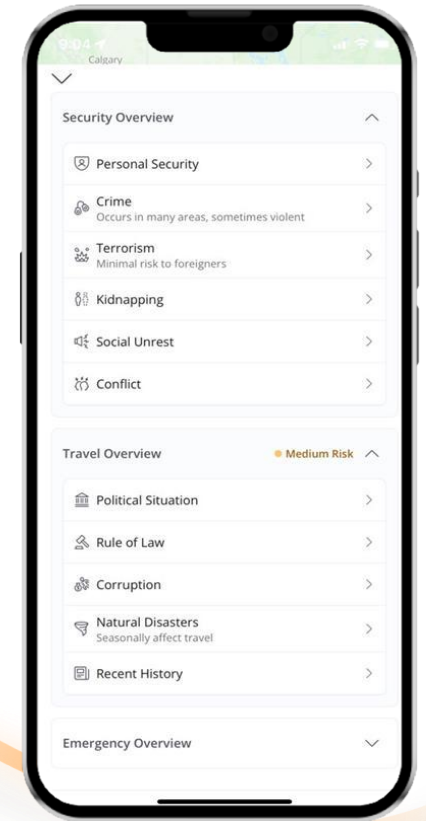 9:04
Calgary
Security Overview
Personal Security
Crime
Occurs in many areas, sometimes violent
Terrorism
Minimal risk to foreigners
Kidnapping
Social Unrest
Conflict
Travel Overview
Medium Risk
Political Situation
Rule of Law
Corruption
Natural Disasters
Seasonally affect travel
Recent History
Emergency Overview